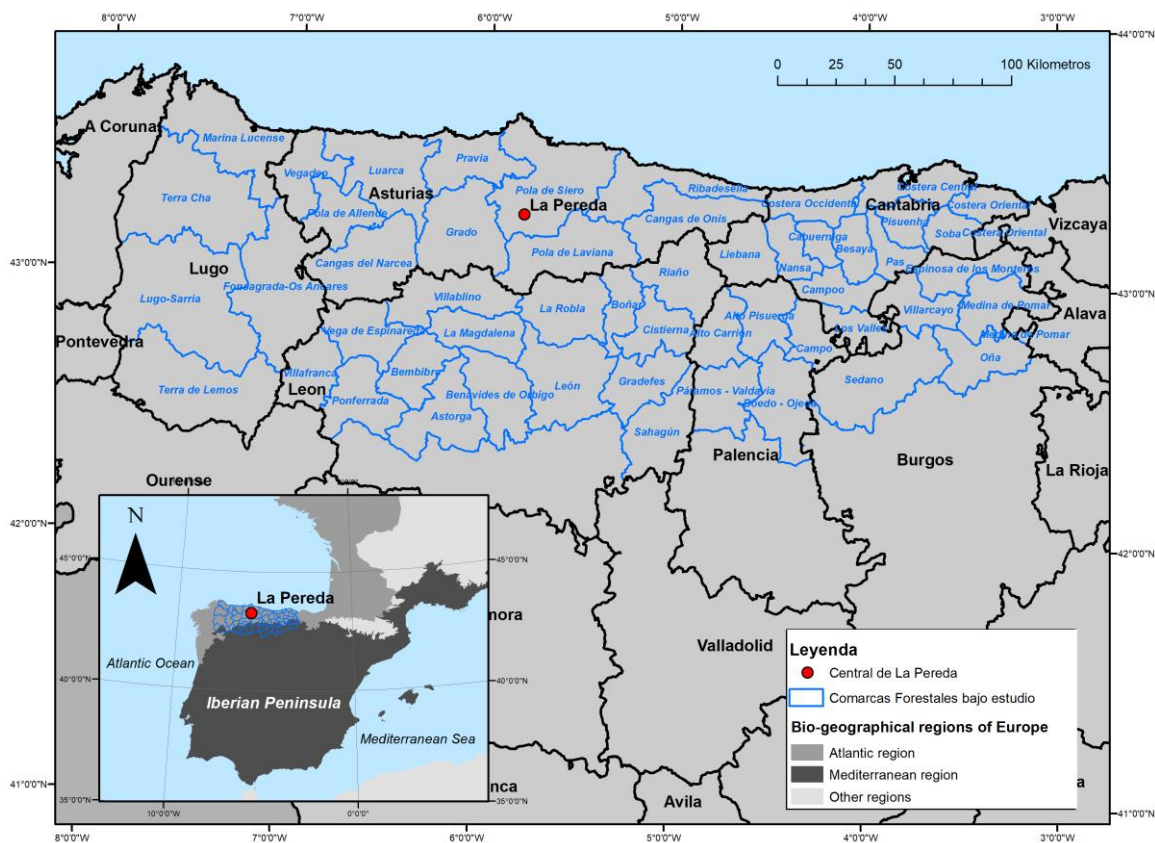 8°0'0"W
7°0'0"W
6°0'0"W
5°0'0"W
4°0'0"W
3°0'0"W
44°0'0"N
0 25 50 100 Kilometros
A Coruna
Marina Lucense
Vegadeo
Luarca
Pravia
Terra Cha
Asturias
Pola de Siero
Ribadesella
Costera Central
Cantabria
Costera Occidental
Costera Oriental
La Pereda
Pola de Allende
Cangas de Onis
Pisuenha
Vizcaya
Grado
Cabuerniga
Besaya
Soba
Costera Oriental
Pola de Laviana
Liebana
43°0'0"N
Lugo
Cangas del Narcea
Riaño
Nansa
Pas
Espinosa de los Monteros
43°0'0"N
Fonsagrada-Os Ancares
Campoo
Lugo-Sarria
Villablino
La Robla
Boñar
Alto Pisuerga
Villarcayo
Medina de Pomar
Alava
Vega de Espinareda
La Magdalena
Cistierna
Alto Carrion
Los Valles
Medina de Pomar
Pontevedra
Campo
Oña
Villafranca
Bembibre
Gradefes
Sedano
Terra de Lemos
Leon
Ponferrada
Benavides de Orbigo
León
Páramos - Valdavia
Boedo - Ojeda
Astorga
Sahagún
Palencia
Burgos
La Rioja
Ourense
42°0'0"N
42°0'0"N
N
45°0'0"N
45°0'0"N
La Pereda
mora
Valladolid
Atlantic Ocean
40°0'0"N
40°0'0"N
Iberian Peninsula
Mediterranean Sea
Leyenda
Central de La Pereda
Comarcas Forestales bajo estudio
Bio-geographical regions of Europe
Atlantic region
Mediterranean region
Other regions
41°0'0"N
35°0'0"N
35°0'0"N
nca
Avila
a
41°0'0"N
10°0'0"W
0°0'0"
8°0'0"W
7°0'0"W
6°0'0"W
5°0'0"W
4°0'0"W
3°0'0"W